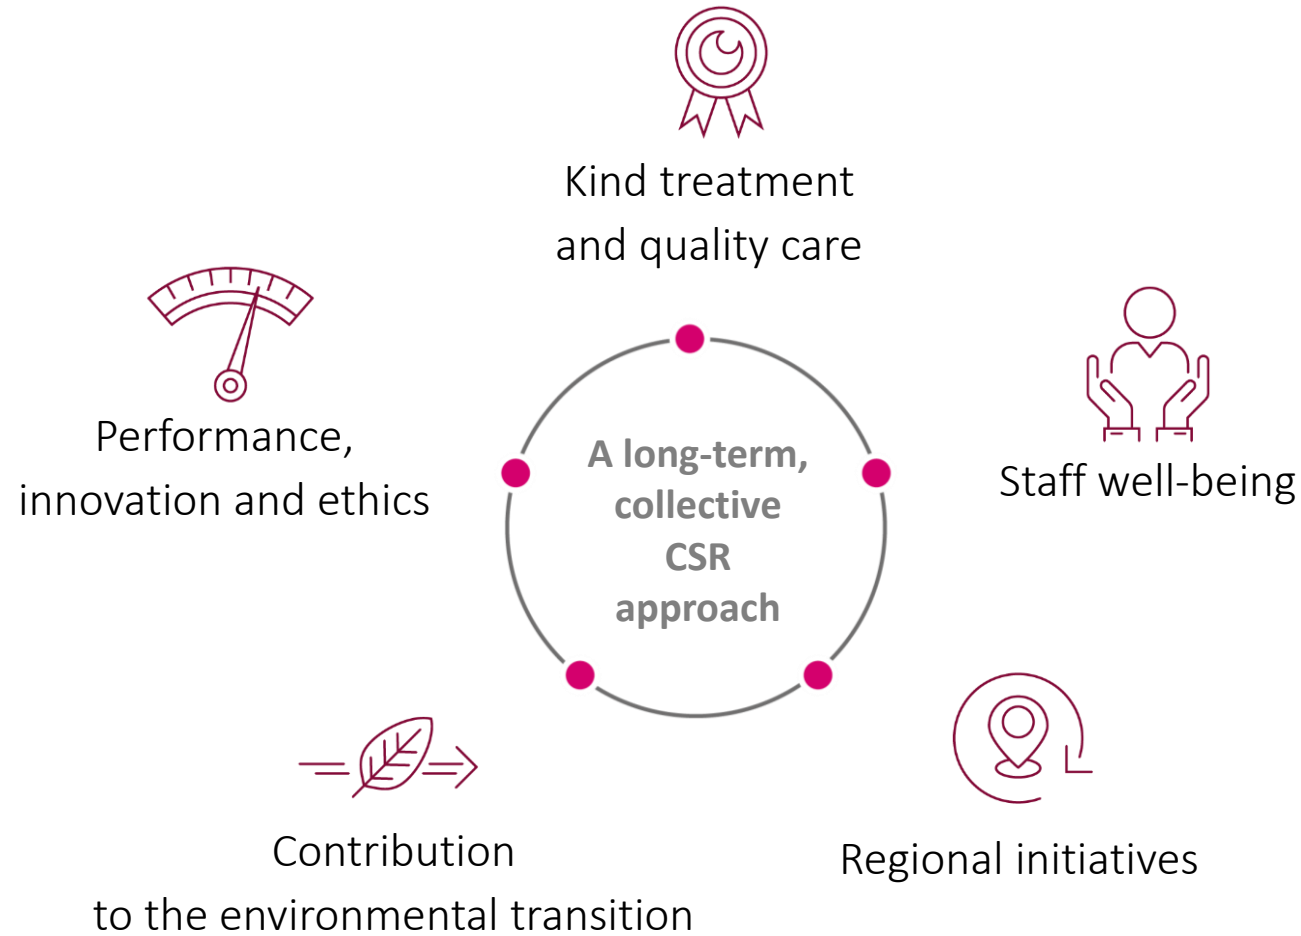 Kind treatment
and quality care
Performance,
innovation and ethics
A long-term,
collective
CSR
approach
Staff well-being
Contribution
to the environmental transition
Regional initiatives